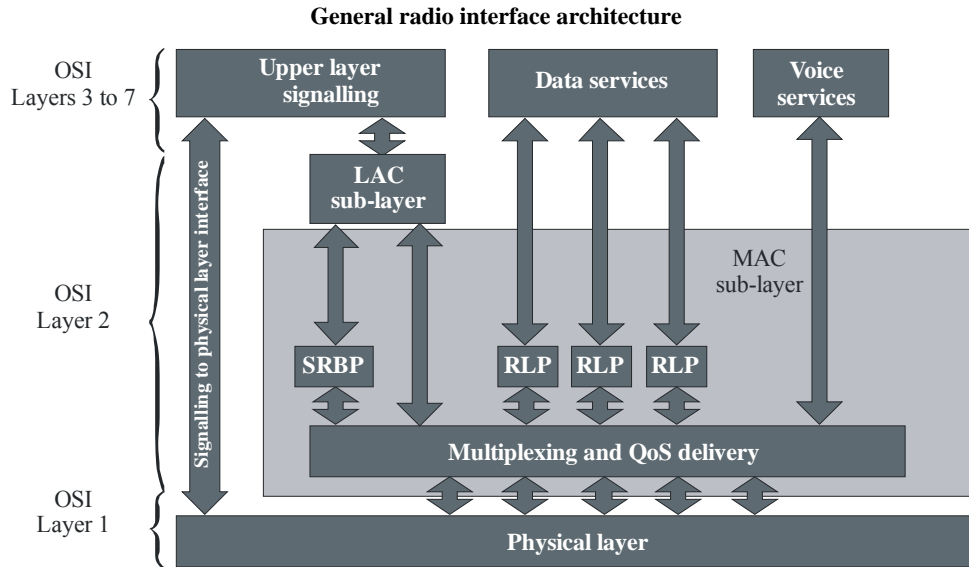 General radio interface architecture
OSI
Layers 3 to 7
Upper layer
signalling
Data services
Voice
services
LAC
sub-layer
Signalling to physical layer interface
MAC
sub-layer
OSI
Layer 2
SRBP
RLP
RLP
RLP
Multiplexing and QoS delivery
OSI
Layer 1
Physical layer